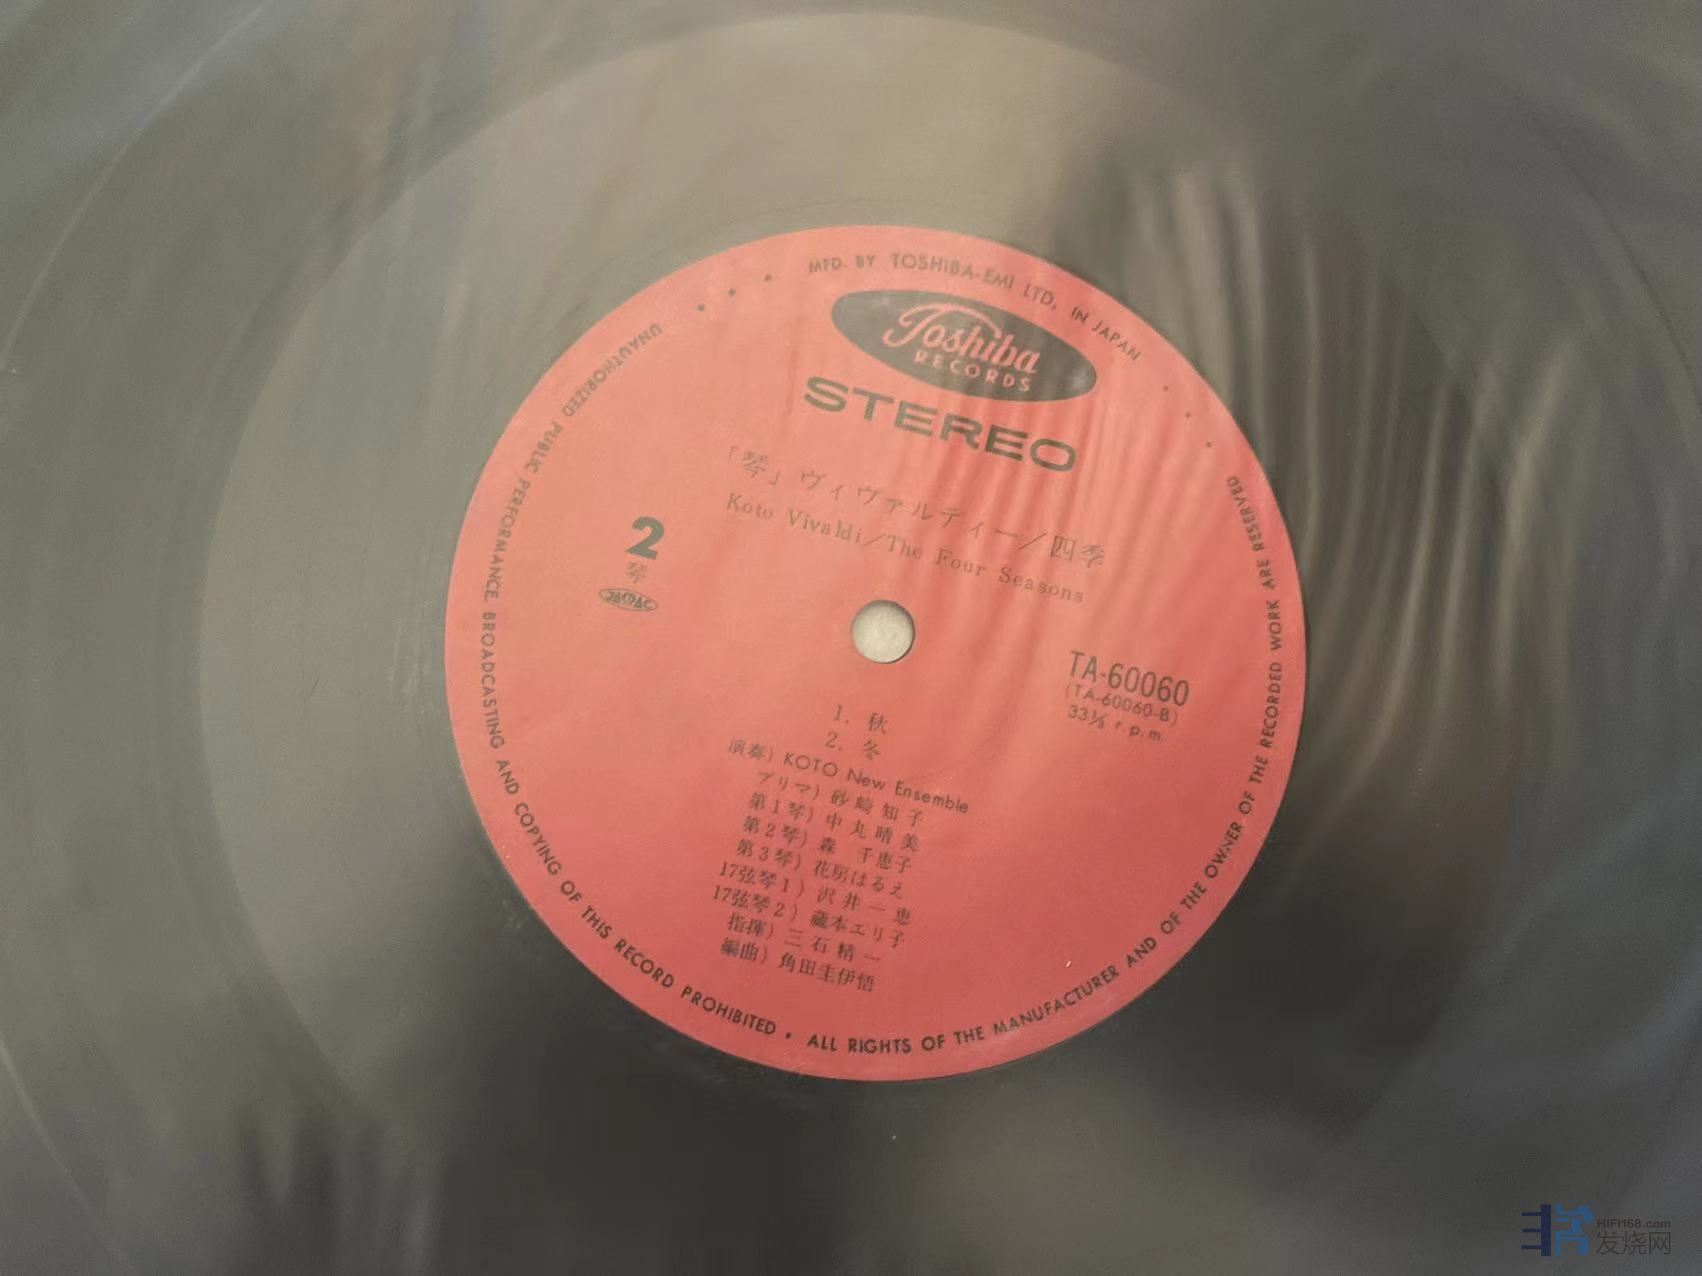 MFD. BY TOSHIBA-EMI LTD. IN JAPAN
Toshiba
RECORDS
STEREO
「琴」ヴィヴァルディー/四季
Koto Vivaldi/The Four Seasons
2
琴
JASRAC
TA-60060
(TA-60060-B)
33⅓ r.p.m.
1. 秋
2. 冬
演奏) KOTO New Ensemble
プリマ) 砂崎知子
第1琴) 中丸晴美
第2琴) 森 千恵子
第3琴) 花房はるえ
17弦琴1) 沢井一恵
17弦琴2) 蔵本エリ子
指揮) 三石精一
編曲) 角田圭伊悟
UNAUTHORIZED PUBLIC PERFORMANCE, BROADCASTING AND COPYING OF THIS RECORD PROHIBITED • ALL RIGHTS OF THE MANUFACTURER AND OF THE OWNER OF THE RECORDED WORK ARE RESERVED
HIFI168.com
发烧网